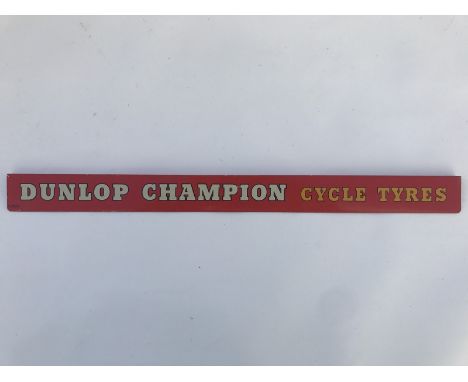 DUNLOP CHAMPION CYCLE TYRES